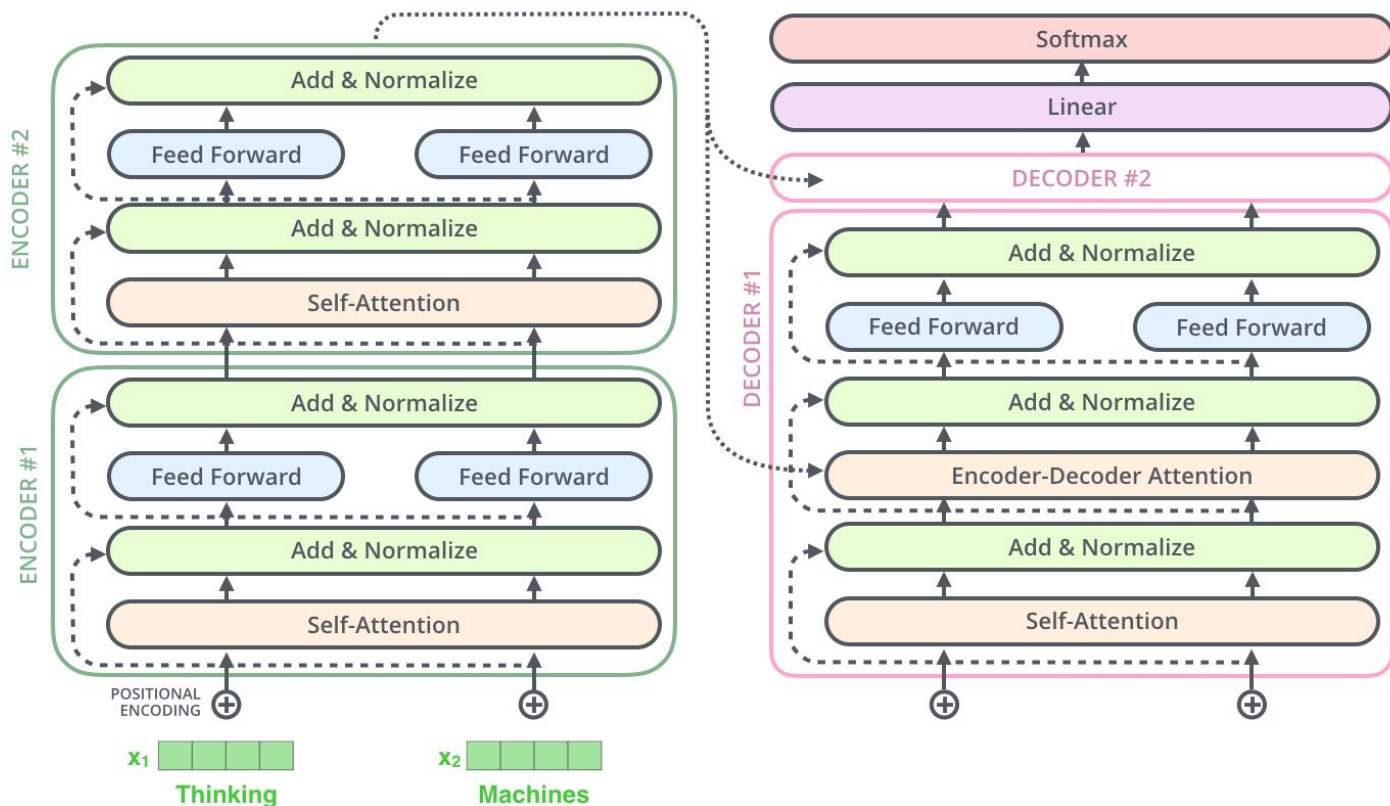 ENCODER #2
Add & Normalize
Feed Forward
Feed Forward
Add & Normalize
Self-Attention
ENCODER #1
Add & Normalize
Feed Forward
Feed Forward
Add & Normalize
Self-Attention
POSITIONAL
ENCODING
x1
x2
Thinking
Machines
Softmax
Linear
DECODER #2
DECODER #1
Add & Normalize
Feed Forward
Feed Forward
Add & Normalize
Encoder-Decoder Attention
Add & Normalize
Self-Attention